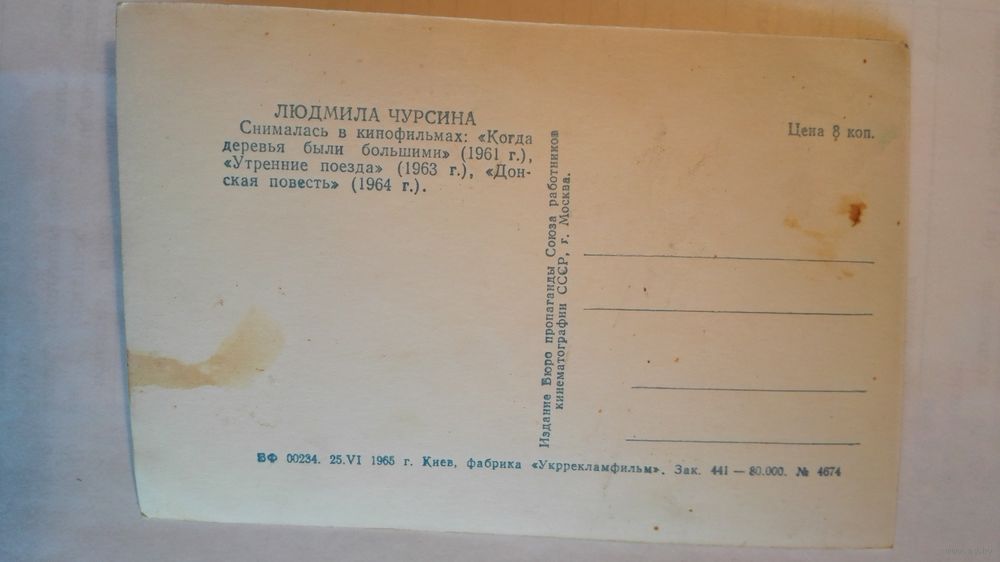 ЛЮДМИЛА ЧУРСИНА
Снималась в кинофильмах: «Когда
деревья были большими» (1961 г.),
«Утренние поезда» (1963 г.), «Дон-
ская повесть» (1964 г.).
Издание Бюро пропаганды Союза работников
кинематографии СССР, г. Москва.
Цена 8 коп.
БФ 00234. 25.VI 1965 г. Киев, фабрика «Укррекламфильм». Зак. 441 — 80.000. № 4674